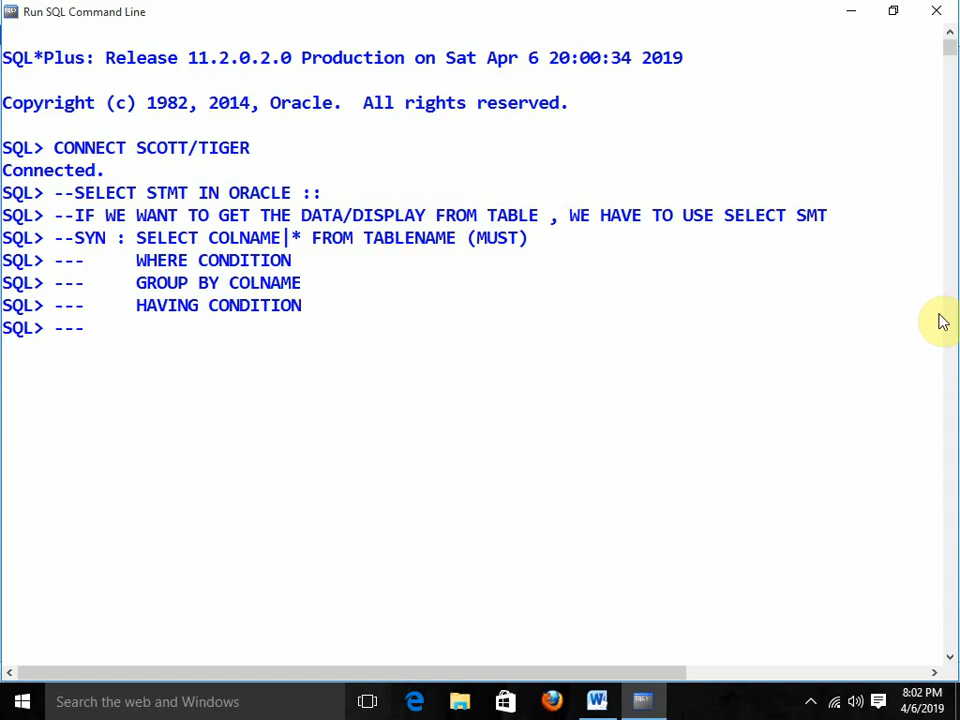 Run SQL Command Line
SQL*Plus: Release 11.2.0.2.0 Production on Sat Apr 6 20:00:34 2019
Copyright (c) 1982, 2014, Oracle.  All rights reserved.
SQL> CONNECT SCOTT/TIGER
Connected.
SQL> --SELECT STMT IN ORACLE ::
SQL> --IF WE WANT TO GET THE DATA/DISPLAY FROM TABLE , WE HAVE TO USE SELECT SMT
SQL> --SYN : SELECT COLNAME|* FROM TABLENAME (MUST)
SQL> ---     WHERE CONDITION
SQL> ---     GROUP BY COLNAME
SQL> ---     HAVING CONDITION
SQL> ---
Search the web and Windows
8:02 PM
4/6/2019